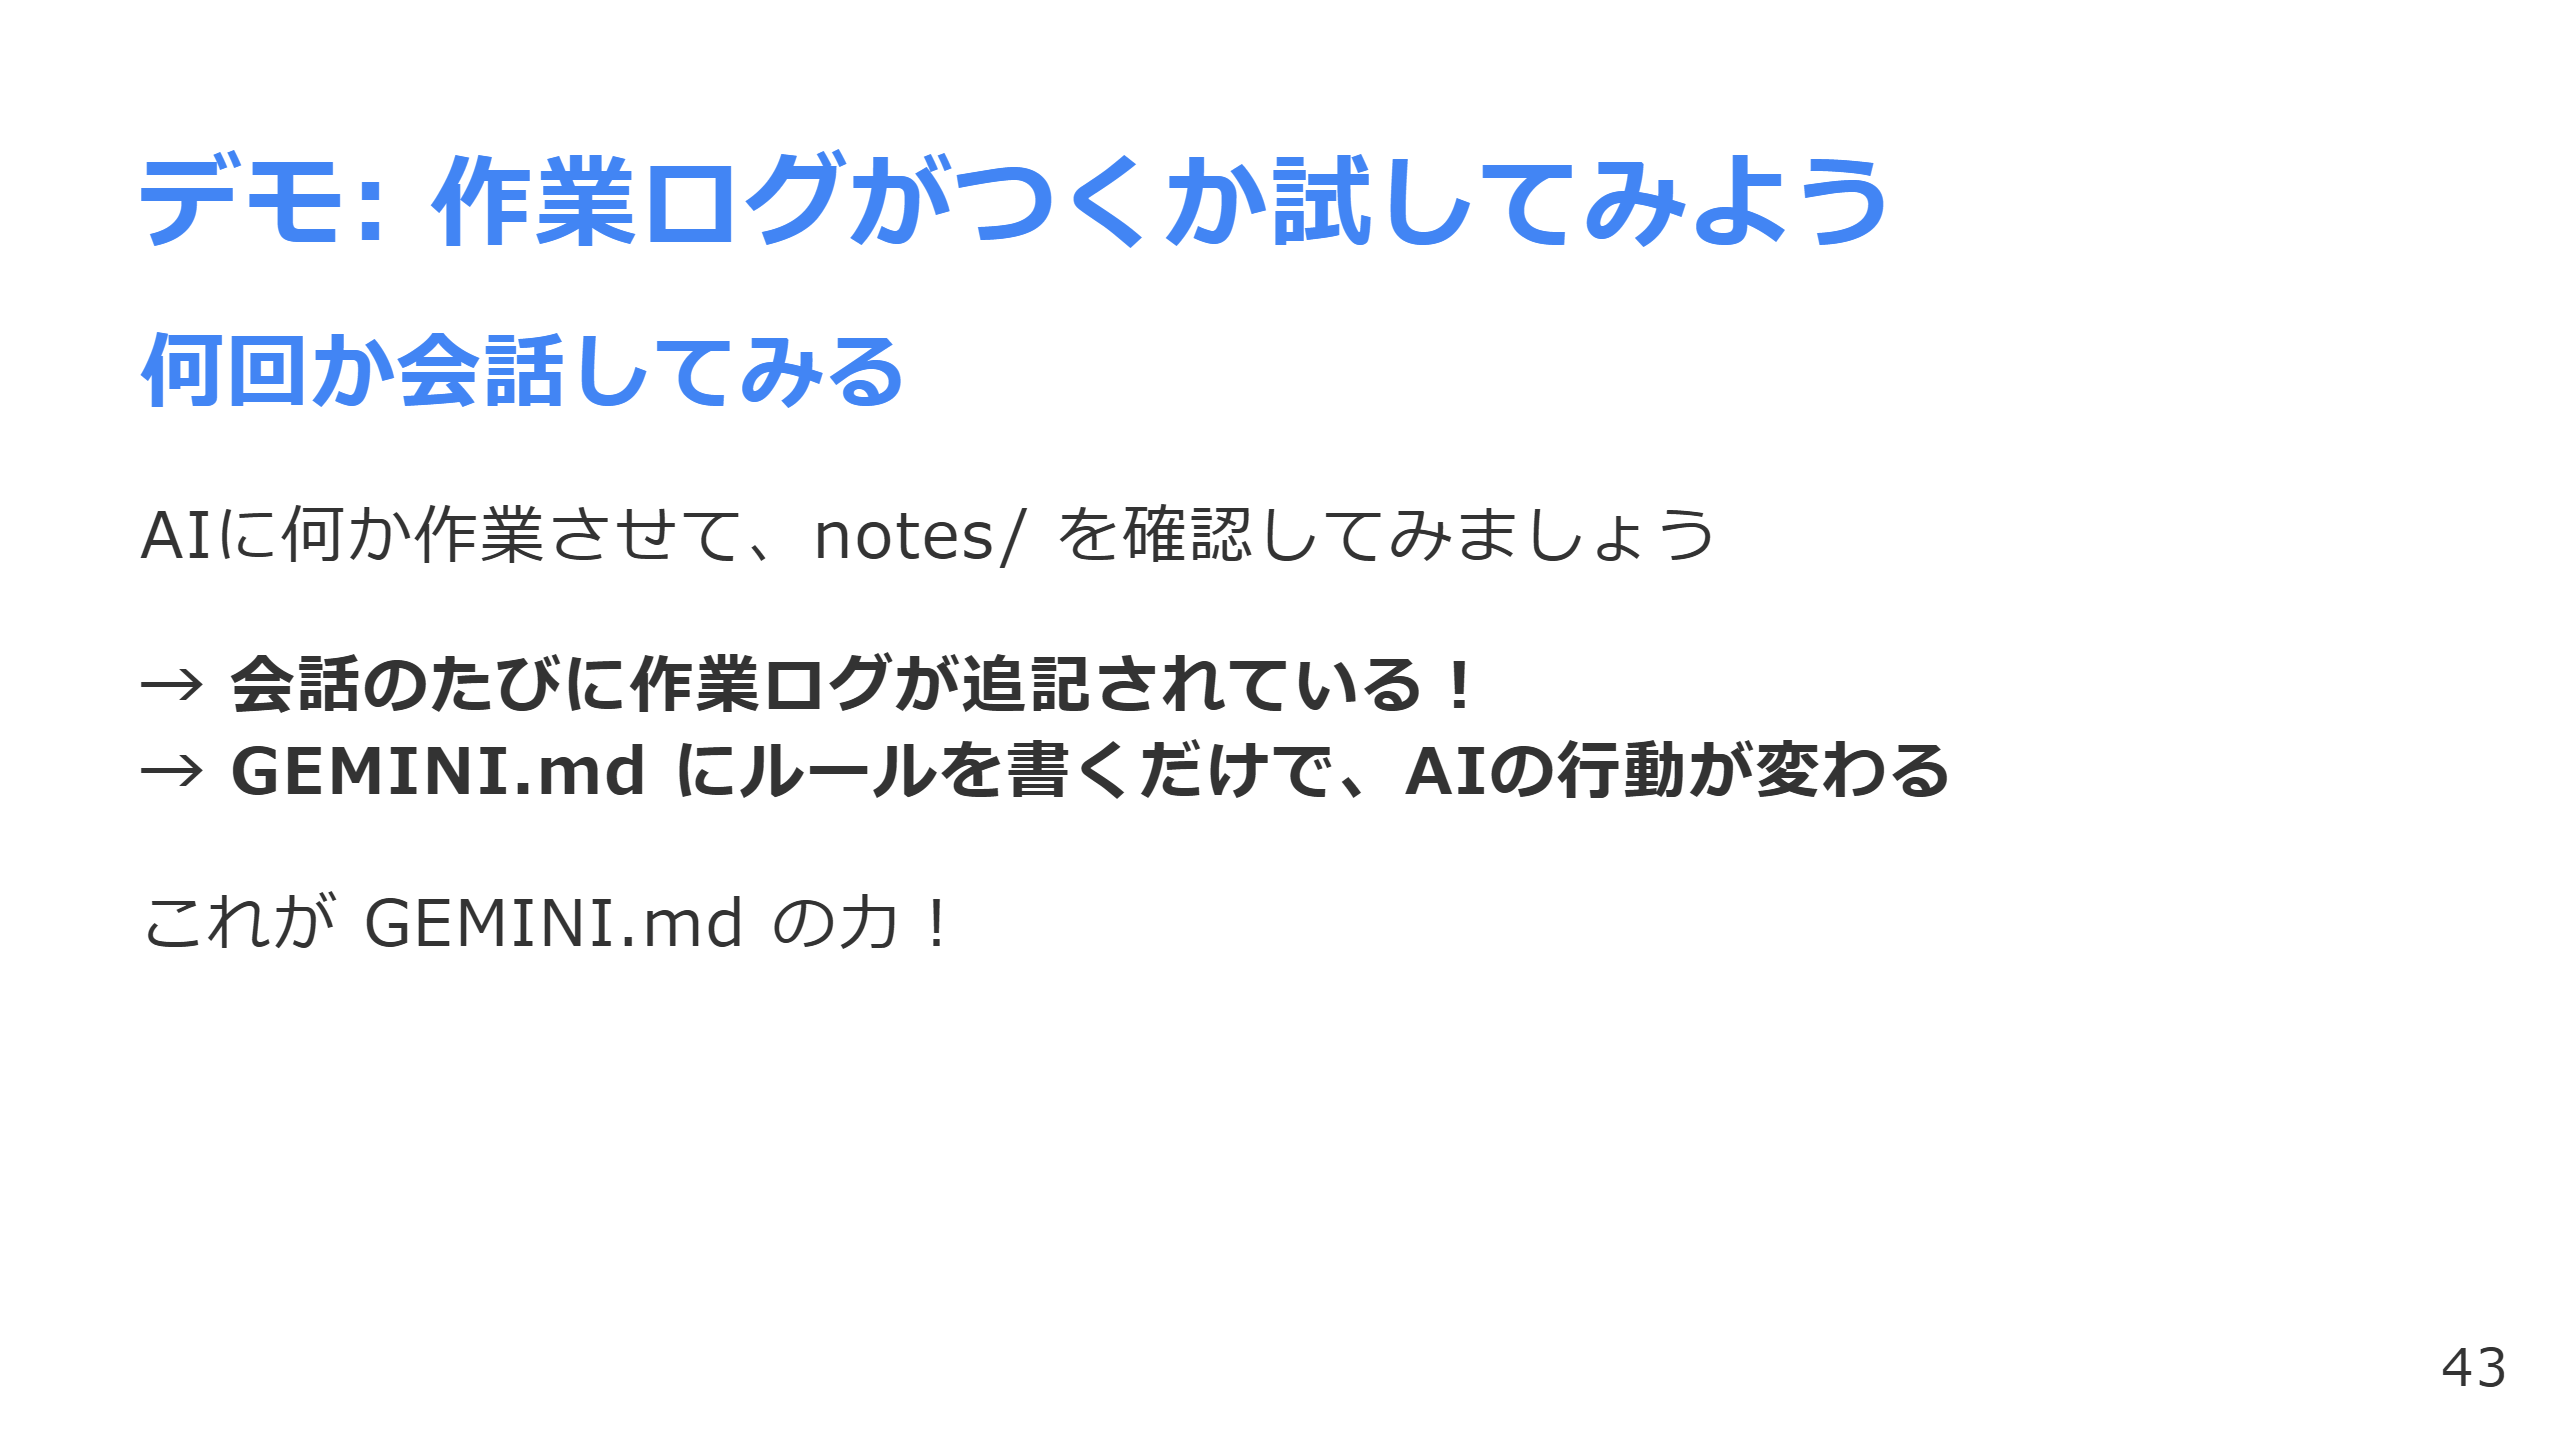 デモ: 作業ログがつくか試してみよう
何回か会話してみる
AIに何か作業させて、notes/ を確認してみましょう
→ 会話のたびに作業ログが追記されている！
→ GEMINI.md にルールを書くだけで、AIの行動が変わる
これが GEMINI.md の力！
43